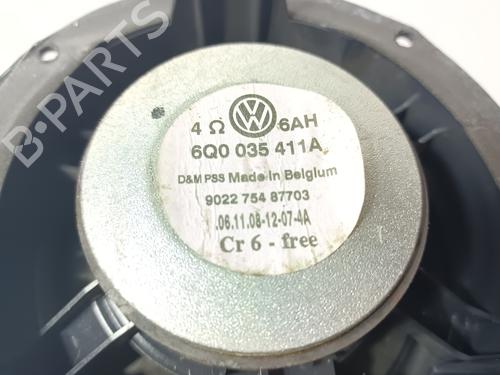 4 Ω 6AH
6Q0 035 411A
D&M PSS Made in Belgium
9022 754 87703
.06.11.08-12-07-4A
Cr 6 - free
B-PARTS